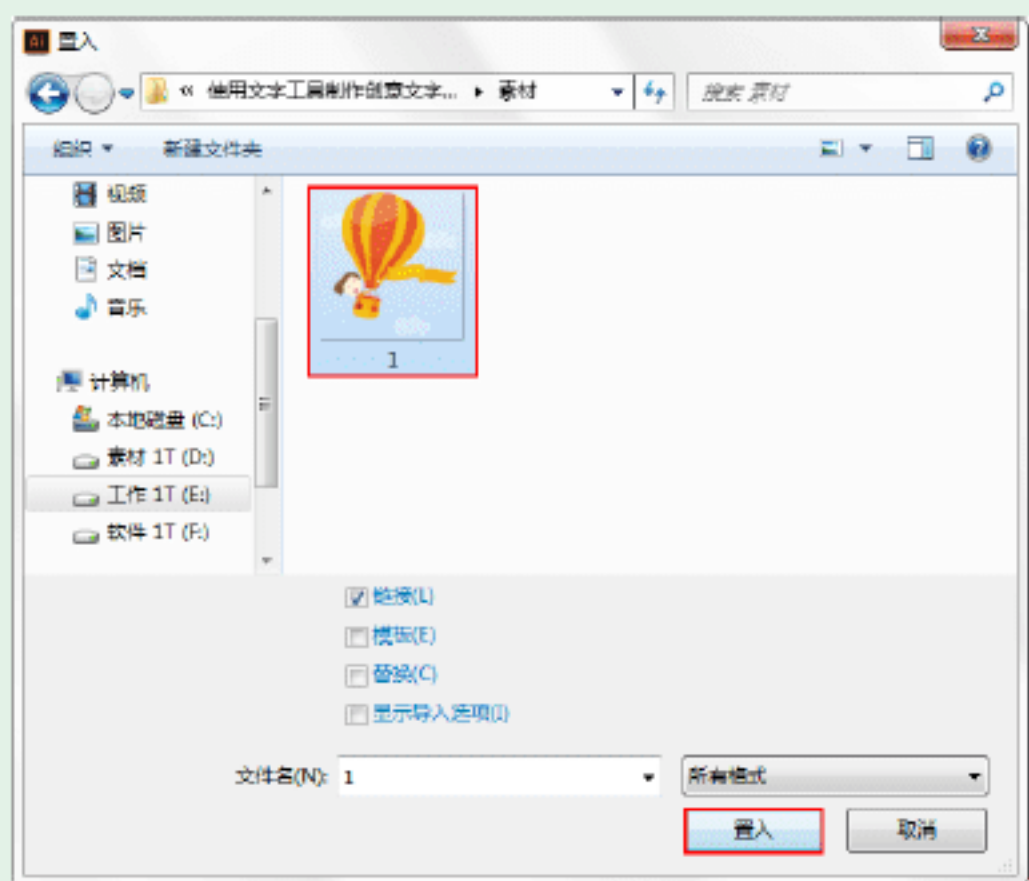 Ai 置入
« 使用文字工具制作创意文字... ▸ 素材
搜索 素材
组织
新建文件夹
视频
图片
文档
音乐
计算机
本地磁盘 (C:)
素材 1T (D:)
工作 1T (E:)
软件 1T (F:)
1
链接(L)
模板(E)
替换(C)
显示导入选项(I)
文件名(N): 1
所有格式
置入
取消